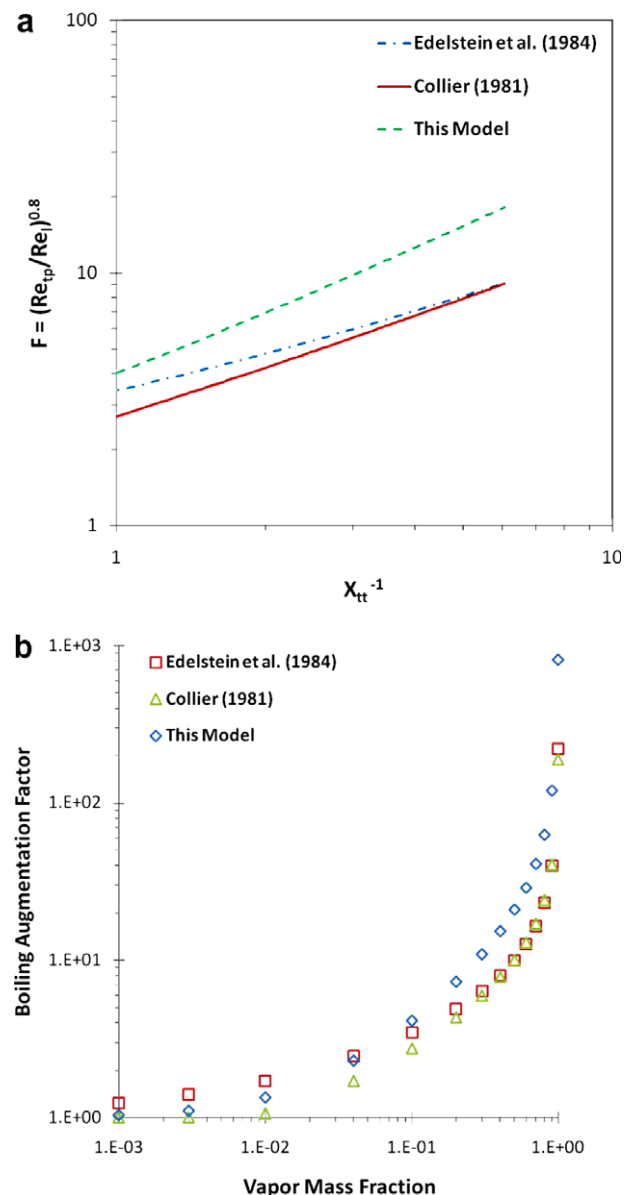 a
100
10
1
F = (Re_tp/Re_l)^0.8
Edelstein et al. (1984)
Collier (1981)
This Model
1
10
X_tt^-1
b
1.E+03
1.E+02
1.E+01
1.E+00
Boiling Augmentation Factor
Edelstein et al. (1984)
Collier (1981)
This Model
1.E-03
1.E-02
1.E-01
1.E+00
Vapor Mass Fraction